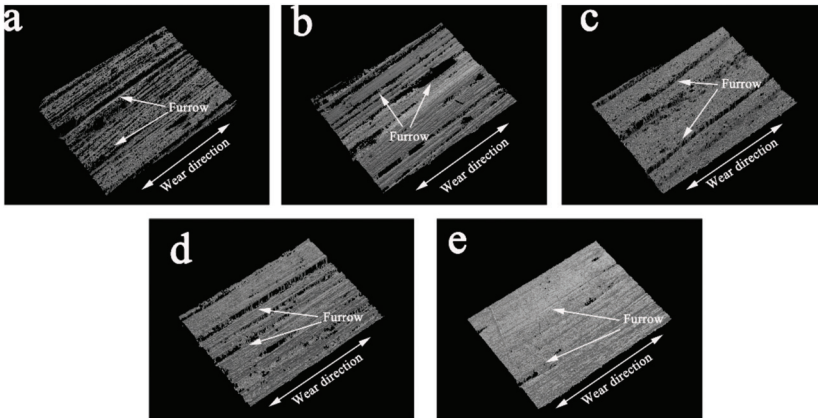 a
Furrow
Wear direction
b
Furrow
Wear direction
c
Furrow
Wear direction
d
Furrow
Wear direction
e
Furrow
Wear direction